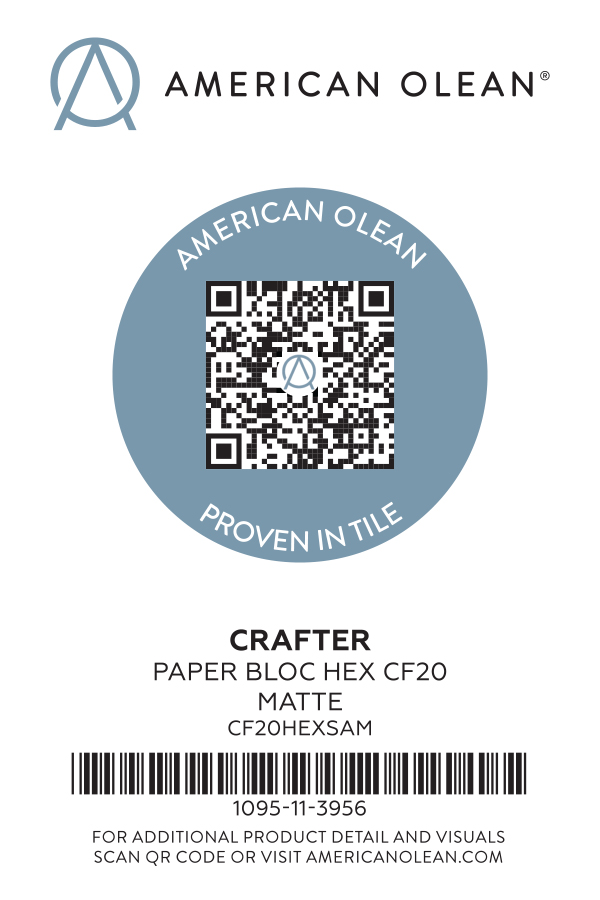 AMERICAN OLEAN®
AMERICAN OLEAN
PROVEN IN TILE
CRAFTER
PAPER BLOC HEX CF20
MATTE
CF20HEXSAM
1095-11-3956
FOR ADDITIONAL PRODUCT DETAIL AND VISUALS
SCAN QR CODE OR VISIT AMERICANOLEAN.COM